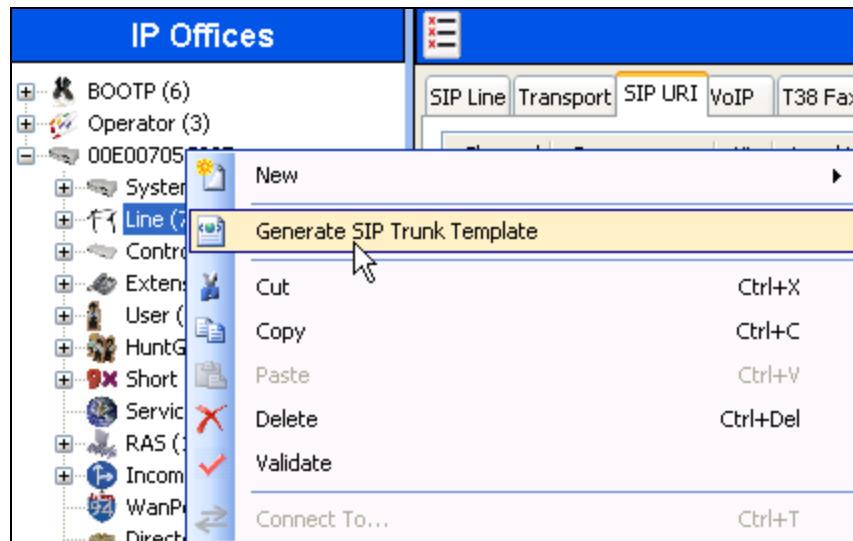 IP Offices
BOOTP (6)
Operator (3)
00E00705
System
Line (7
Contro
Extens
User (
HuntG
Short
Servic
RAS (
Incom
WanP
Direct
SIP Line Transport SIP URI VoIP T38 Fax
New
Generate SIP Trunk Template
Cut Ctrl+X
Copy Ctrl+C
Paste Ctrl+V
Delete Ctrl+Del
Validate
Connect To... Ctrl+T